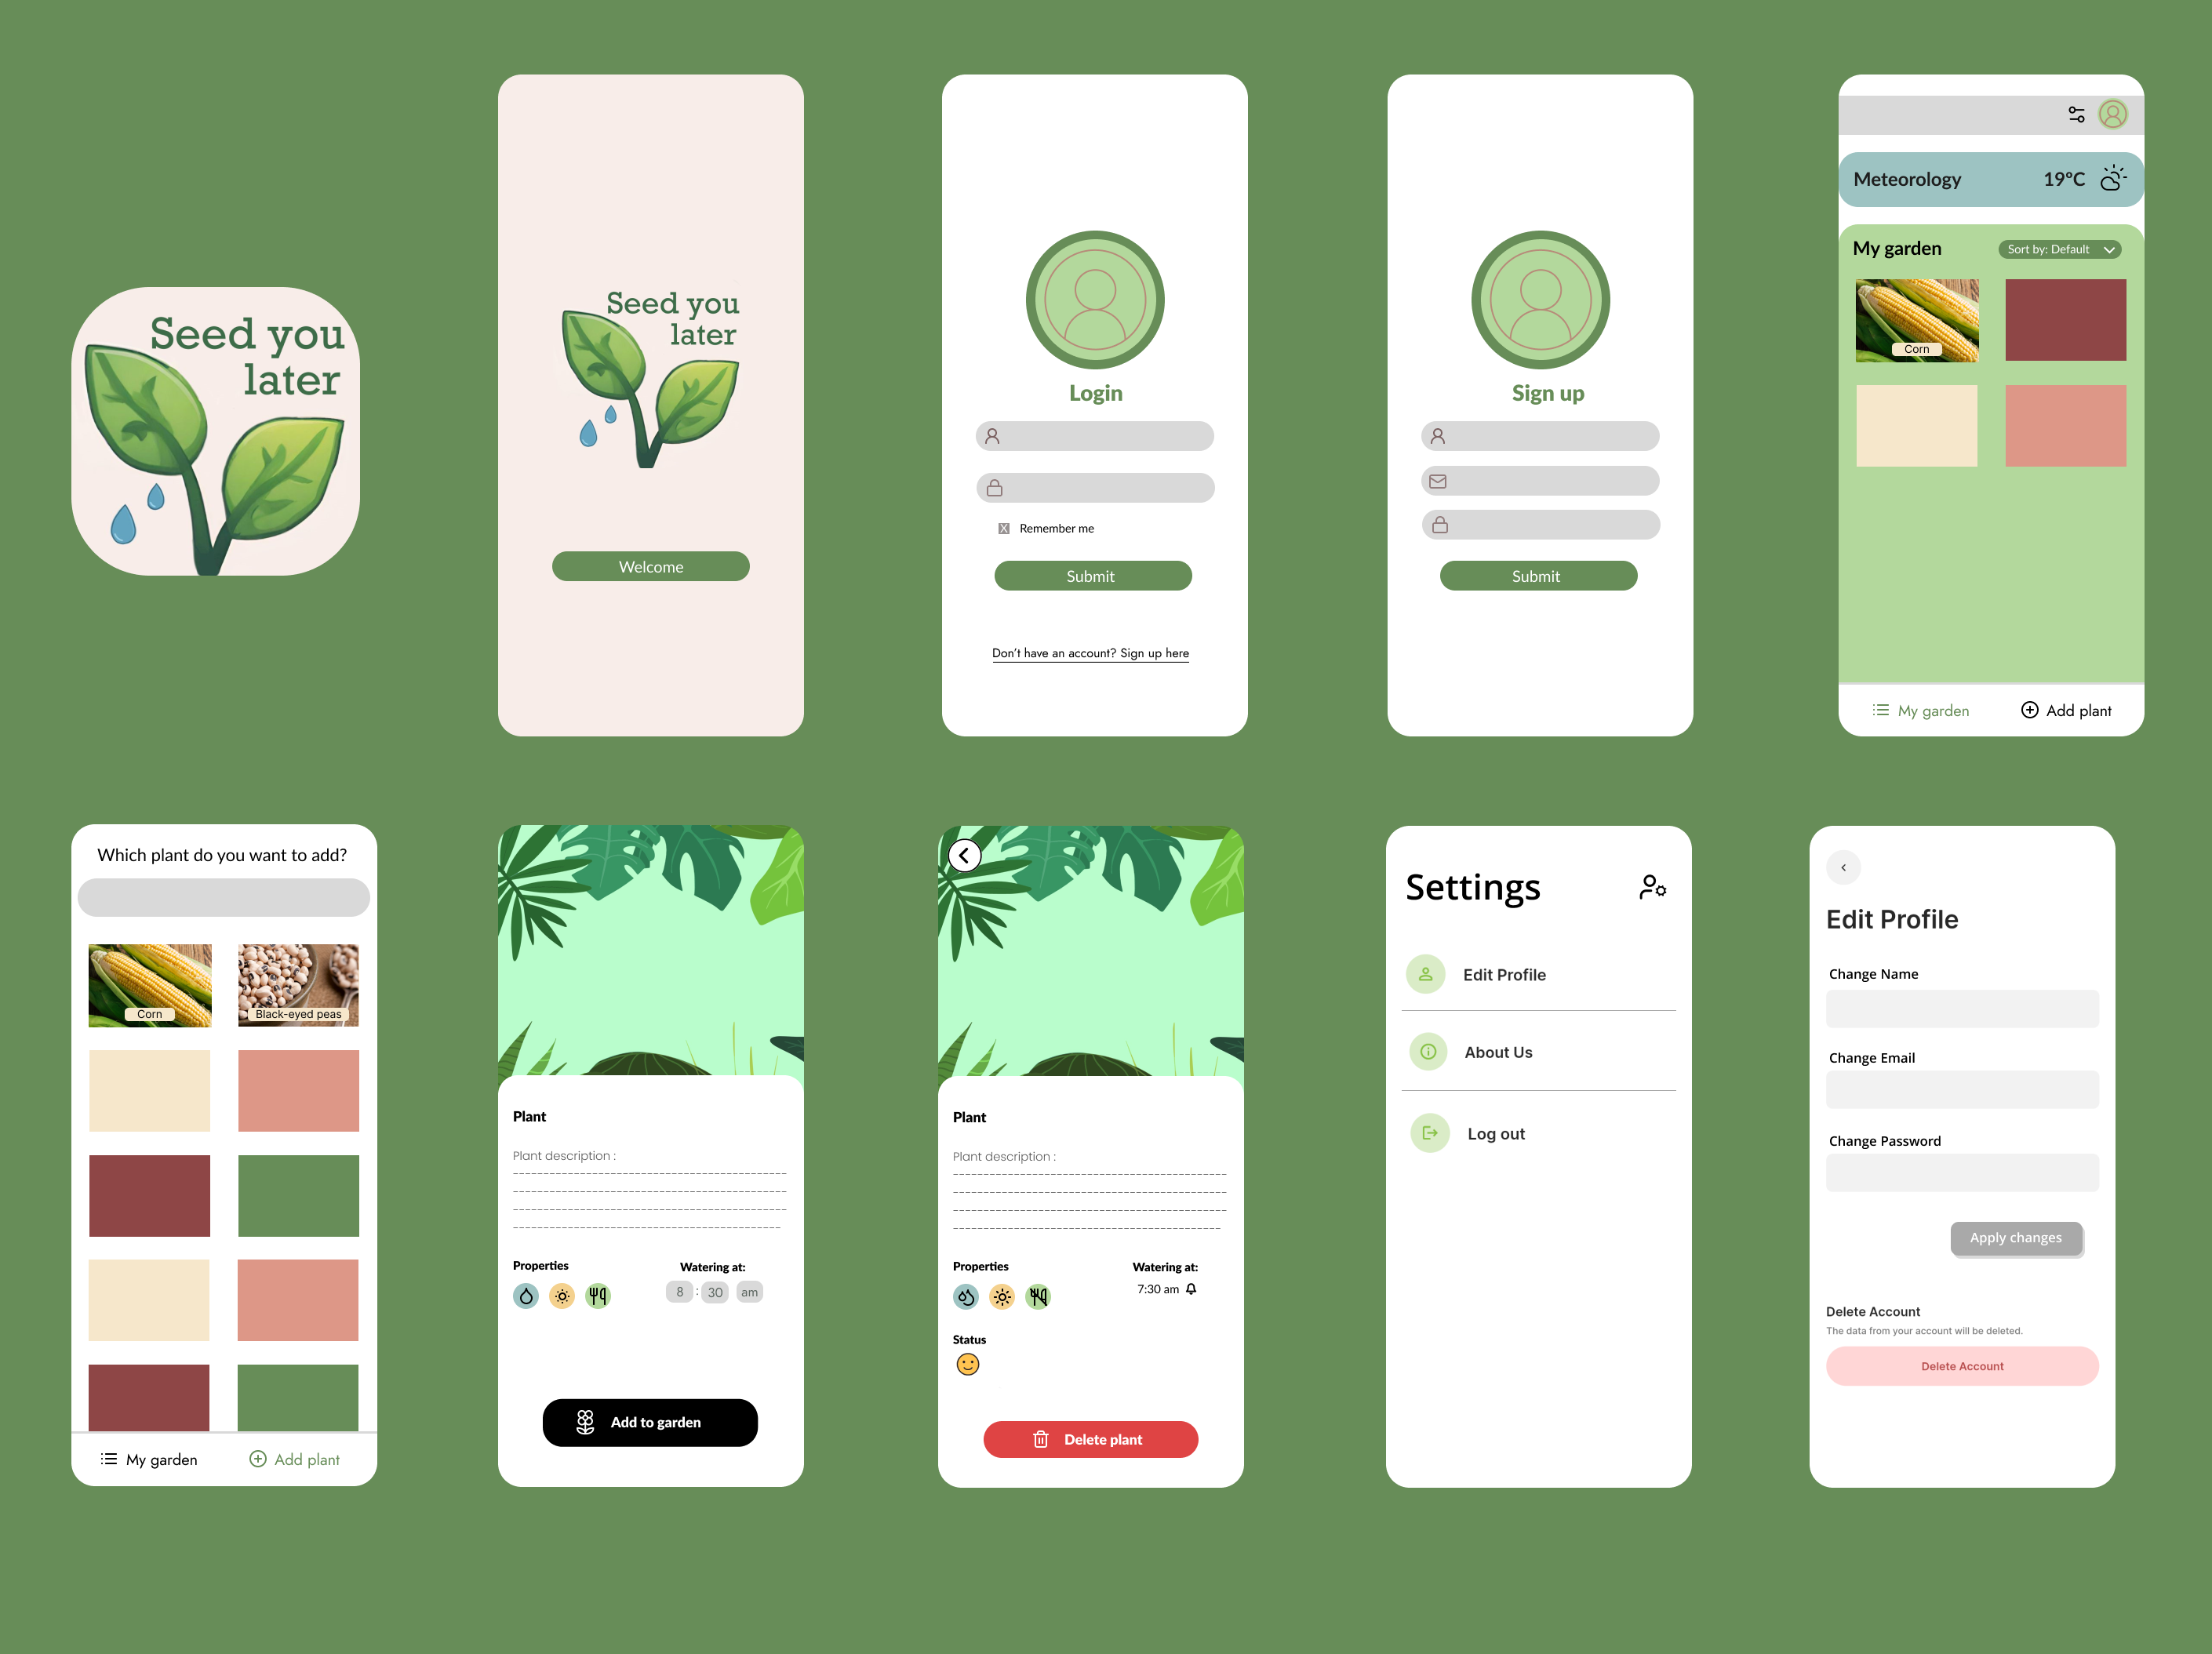 Seed you
later
Seed you
later
Welcome
Login
Remember me
Submit
Don't have an account? Sign up here
Sign up
Submit
Meteorology 19°C
My garden Sort by: Default
Corn
My garden Add plant
Which plant do you want to add?
Corn Black-eyed peas
My garden Add plant
Plant
Plant description :
Properties Watering at:
8 : 30 am
Add to garden
Plant
Plant description :
Properties Watering at:
7:30 am
Status
Delete plant
Settings
Edit Profile
About Us
Log out
Edit Profile
Change Name
Change Email
Change Password
Apply changes
Delete Account
The data from your account will be deleted.
Delete Account